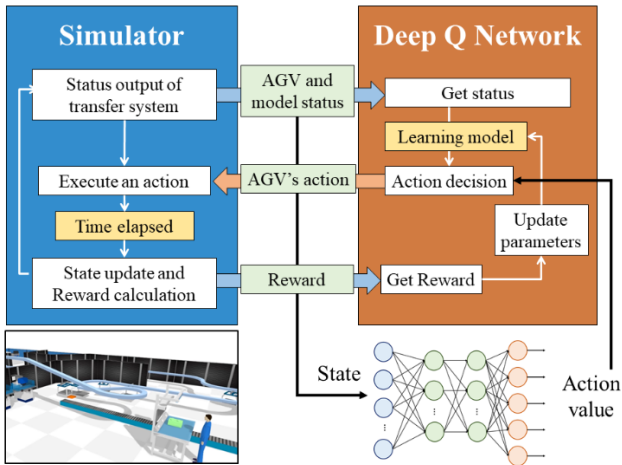 Simulator
Status output of
transfer system
Execute an action
Time elapsed
State update and
Reward calculation
AGV and
model status
AGV's action
Reward
Deep Q Network
Get status
Learning model
Action decision
Update
parameters
Get Reward
State
Action
value